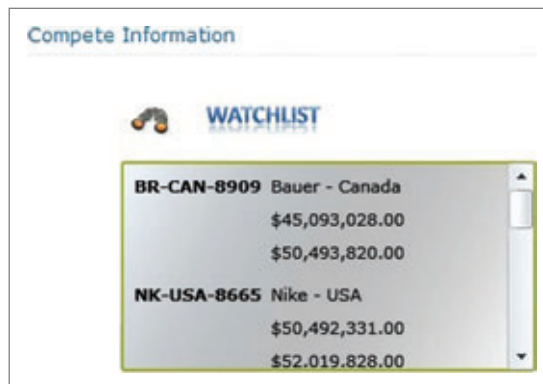 Compete Information
WATCHLIST
BR-CAN-8909 Bauer - Canada
$45,093,028.00
$50,493,820.00
NK-USA-8665 Nike - USA
$50,492,331.00
$52.019.828.00